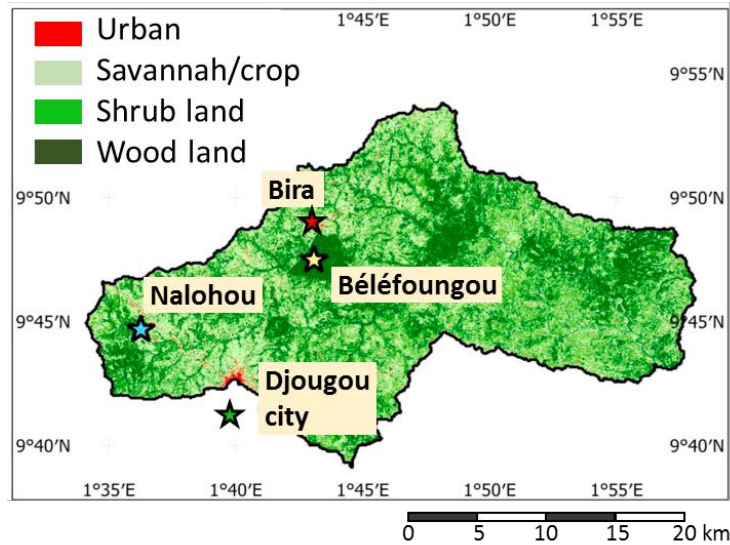 Urban
Savannah/crop
Shrub land
Wood land
1°45′E 1°50′E 1°55′E
9°55′N
9°50′N 9°50′N
Bira
Béléfoungou
Nalohou
9°45′N 9°45′N
Djougou
city
9°40′N 9°40′N
1°35′E 1°40′E 1°45′E 1°50′E 1°55′E
0 5 10 15 20 km